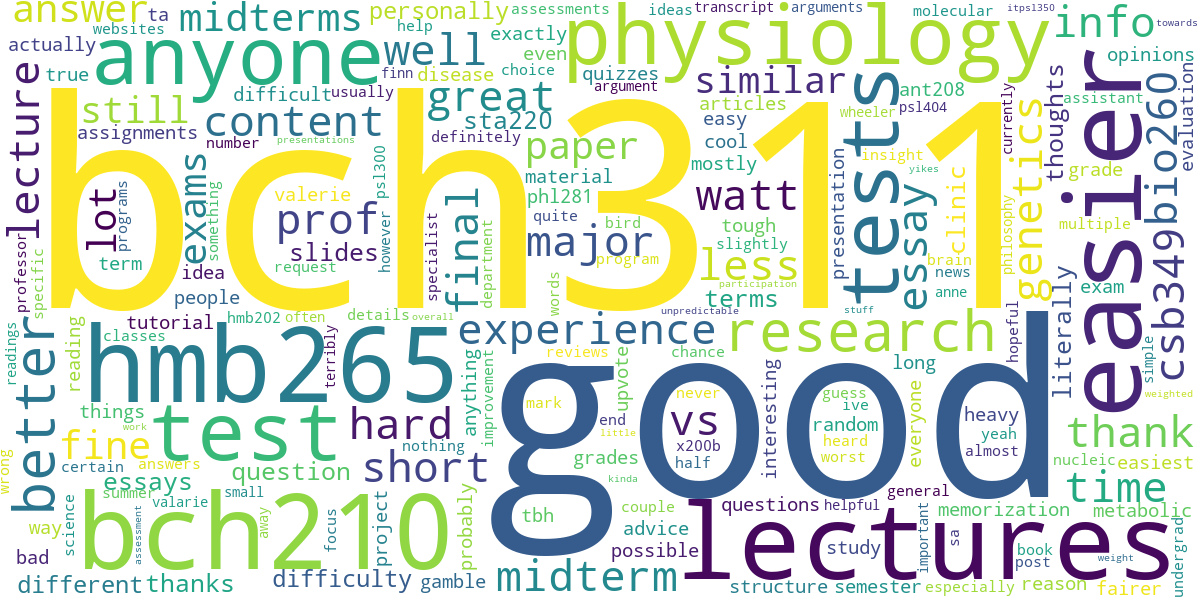 answer
midterms
personally
assessments
ideas
transcript
arguments
molecular
itps1350
towards
ta
websites
actually
true
anyone
help
well
exactly
even
finn
disease
choice
physiology
quizzes
argument
info
opinions
similar
articles
ant208
psl404
wheeler
still
difficult
usually
great
sta220
definitely
assignments
number
content
presentations
easy
cool
mostly
tests
insight
yikes
currently
thoughts
assistant
evaluation
grade
easier
bio260
csb349
genetics
lecture
bch311
lot
programs
exams
something
valerie
prof
psl300
however
slides
request
term
idea
people
specialist
final
department
paper
material
phl281
quite
bird
major
program
words
watt
tough
slightly
less
participation
terms
presentation
essay
stuff
clinic
brain
news
anne
philosophy
multiple
exam
professor
specific
tutorial
hmb202
often
details
overall
unpredictable
classes
readings
reading
better
hmb265
terribly
experience
research
reviews
chance
upvote
long
hopeful
literally
simple
weighted
things
work
test
hard
anything
improvement
nothing
good
mark
end
little
kinda
vs
x200b
half
interesting
guess
ive
random
heard
worst
everyone
heavy
yeah
almost
thank
nucleic
easiest
fine
wrong
certain
answers
question
short
grades
essays
summer
valarie
small
away
way
science
assessment
bch210
focus
project
probably
tbh
couple
advice
possible
lectures
questions
helpful
general
study
important
sa
memorization
metabolic
time
book
post
weight
undergrad
bad
different
thanks
difficulty
gamble
midterm
structure
semester
especially
reason
fairer